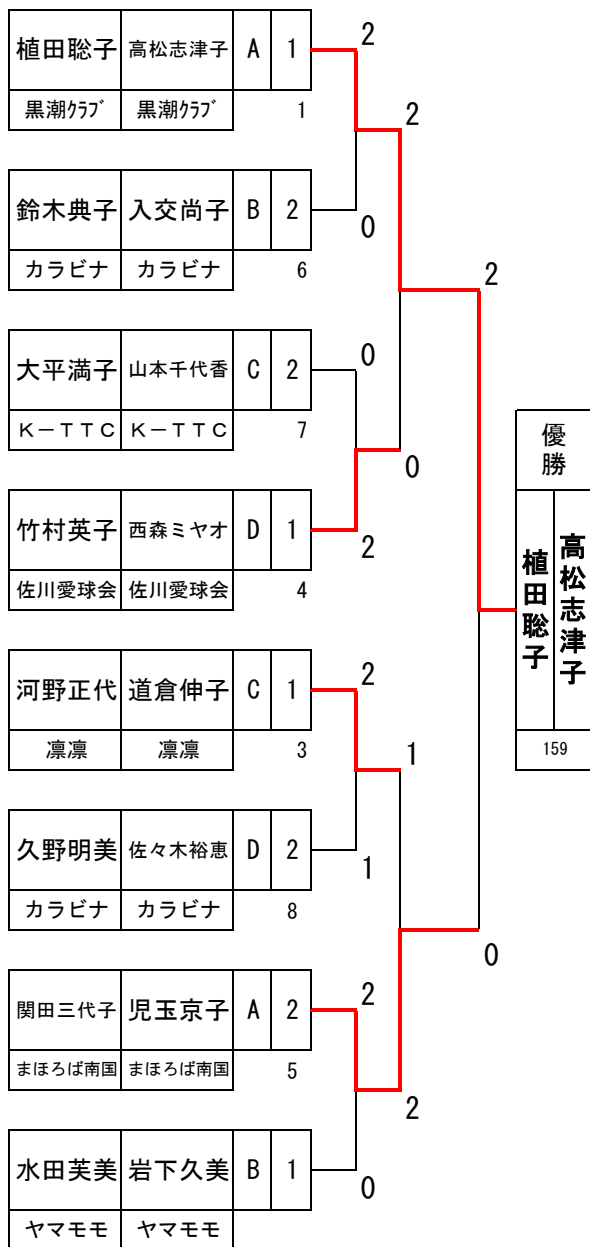 植田聡子 高松志津子 A 1
黒潮ｸﾗﾌﾞ 黒潮ｸﾗﾌﾞ 1
2
2
鈴木典子 入交尚子 B 2
0
カラビナ カラビナ 6
2
大平満子 山本千代香 C 2
0
Ｋ－ＴＴＣ Ｋ－ＴＴＣ 7
0
竹村英子 西森ミヤオ D 1
2
佐川愛球会 佐川愛球会 4
優勝
植田聡子
高松志津子
159
河野正代 道倉伸子 C 1
2
凛凛 凛凛 3
1
久野明美 佐々木裕恵 D 2
1
カラビナ カラビナ 8
0
関田三代子 児玉京子 A 2
2
まほろば南国 まほろば南国 5
2
水田芙美 岩下久美 B 1
0
ヤマモモ ヤマモモ